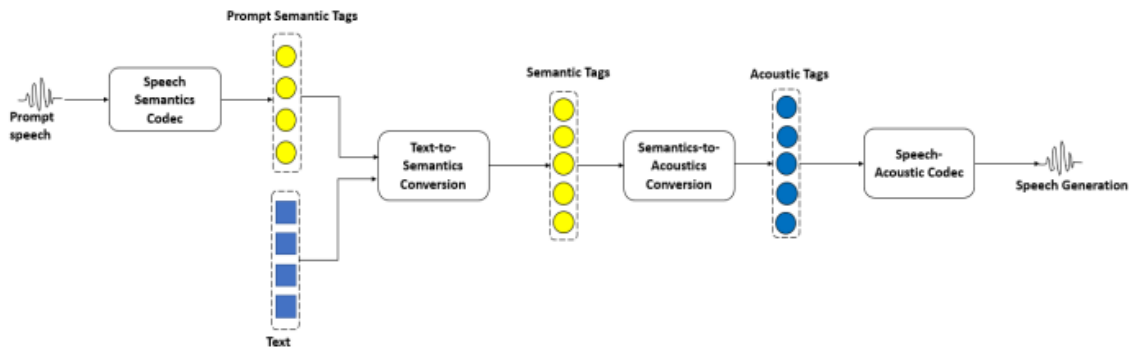 Prompt Semantic Tags
Prompt
speech
Speech
Semantics
Codec
Text
Text-to-
Semantics
Conversion
Semantic Tags
Semantics-to-
Acoustics
Conversion
Acoustic Tags
Speech-
Acoustic Codec
Speech Generation